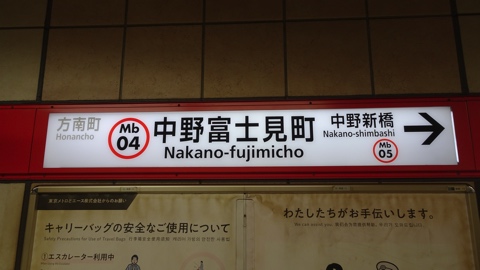 方南町
Honancho
Mb
04
中野富士見町
Nakano-fujimicho
中野新橋
Nakano-shimbashi
Mb
05
キャリーバッグの安全なご使用について
わたしたちがお手伝いします。
①エスカレーター利用中